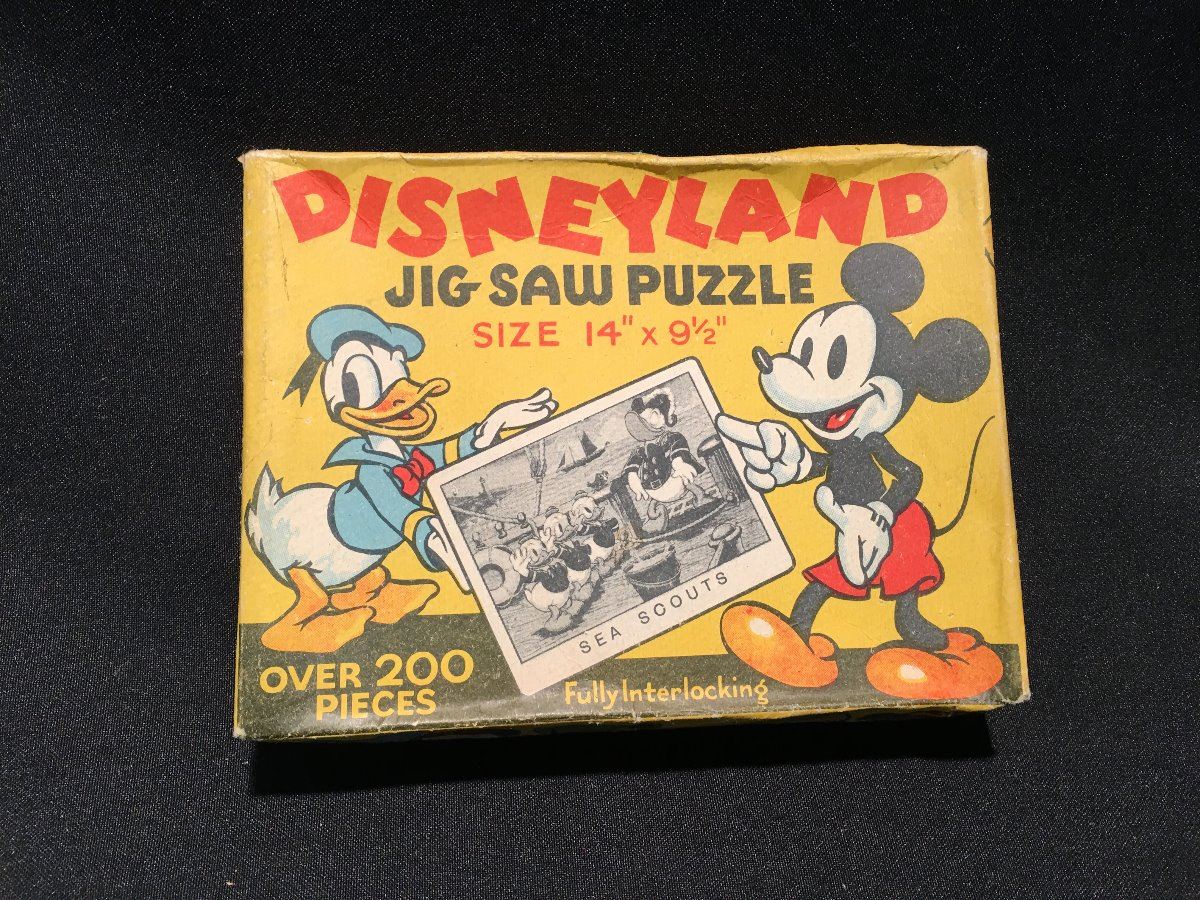 DISNEYLAND
JIG-SAW PUZZLE
SIZE 14" x 9½"
SEA SCOUTS
OVER 200
PIECES
Fully Interlocking